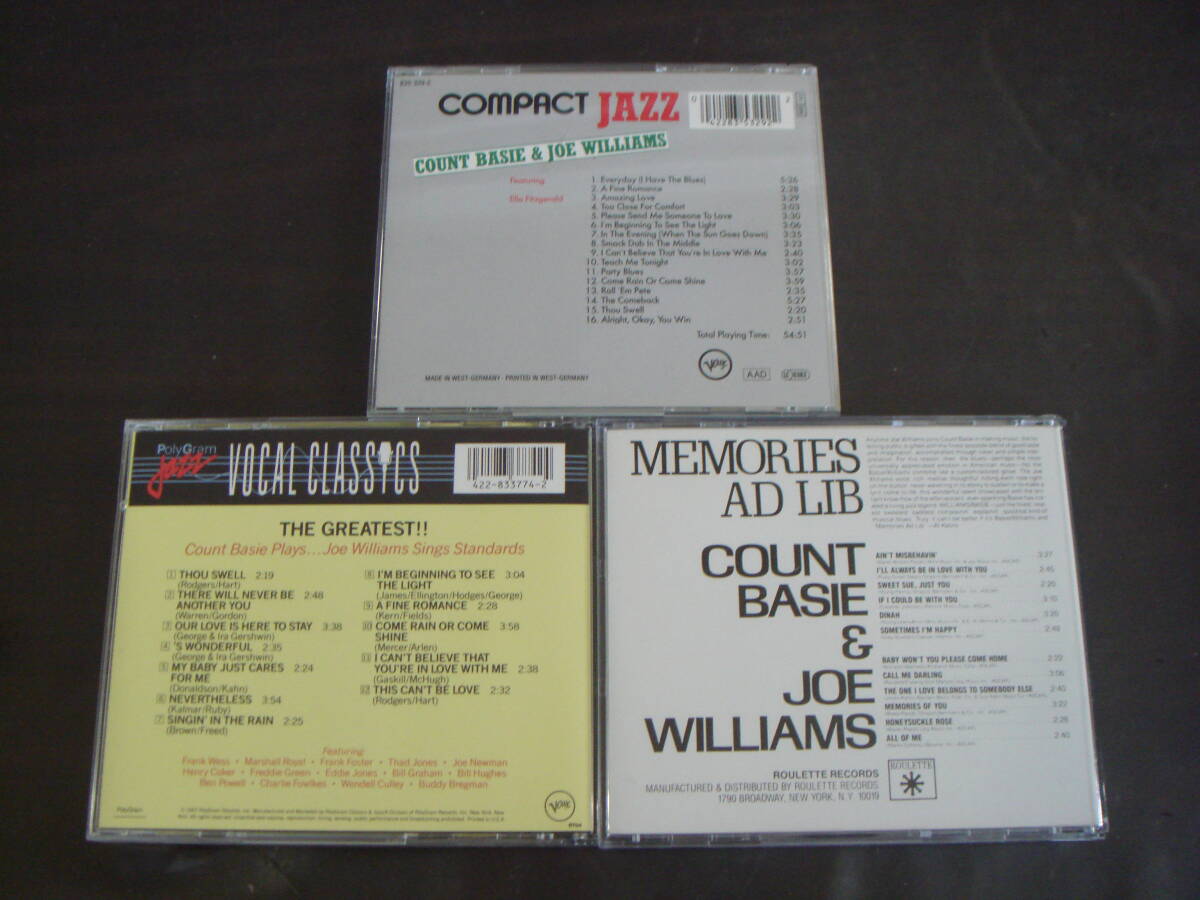 COMPACT JAZZ
0 42283 53292 2
COUNT BASIE & JOE WILLIAMS
Featuring
Ella Fitzgerald
1. Everyday (I Have The Blues) 5:26
2. A Fine Romance 2:28
3. Amazing Love 3:29
4. Too Close For Comfort 3:03
5. Please Send Me Someone To Love 3:30
6. I'm Beginning To See The Light 3:06
7. In The Evening (When The Sun Goes Down) 3:35
8. Smack Dab In The Middle 3:23
9. I Can't Believe That You're In Love With Me 2:40
10. Teach Me Tonight 3:02
11. Party Blues 3:57
12. Come Rain Or Come Shine 3:59
13. Roll 'Em Pete 2:35
14. The Comeback 5:27
15. Thou Swell 2:20
16. Alright, Okay, You Win 2:51
Total Playing Time: 54:51
Verve
AAD
MADE IN WEST-GERMANY · PRINTED IN WEST-GERMANY
PolyGram
jazz
VOCAL CLASSICS
422-833774-2
THE GREATEST!!
Count Basie Plays...Joe Williams Sings Standards
1 THOU SWELL 2:19
(Rodgers/Hart)
2 THERE WILL NEVER BE 2:48
ANOTHER YOU
(Warren/Gordon)
3 OUR LOVE IS HERE TO STAY 3:38
(George & Ira Gershwin)
4 'S WONDERFUL 2:35
(George & Ira Gershwin)
5 MY BABY JUST CARES 2:24
FOR ME
(Donaldson/Kahn)
6 NEVERTHELESS 3:54
(Kalmar/Ruby)
7 SINGIN' IN THE RAIN 2:25
(Brown/Freed)
8 I'M BEGINNING TO SEE 3:04
THE LIGHT
(James/Ellington/Hodges/George)
9 A FINE ROMANCE 2:28
(Kern/Fields)
10 COME RAIN OR COME 3:58
SHINE
(Mercer/Arlen)
11 I CAN'T BELIEVE THAT
YOU'RE IN LOVE WITH ME 2:38
(Gaskill/McHugh)
12 THIS CAN'T BE LOVE 2:32
(Rodgers/Hart)
Featuring:
Frank Wess • Marshall Royal • Frank Foster • Thad Jones • Joe Newman
Henry Coker • Freddie Green • Eddie Jones • Bill Graham • Bill Hughes
Ben Powell • Charlie Fowlkes • Wendell Culley • Buddy Bregman
PolyGram
Verve
MEMORIES
AD LIB
COUNT
BASIE
&
JOE
WILLIAMS
AIN'T MISBEHAVIN' 3:27
I'LL ALWAYS BE IN LOVE WITH YOU 2:45
SWEET SUE, JUST YOU 2:20
IF I COULD BE WITH YOU 3:10
DINAH 3:20
SOMETIMES I'M HAPPY 2:49
BABY WON'T YOU PLEASE COME HOME 2:22
CALL ME DARLING 3:06
THE ONE I LOVE BELONGS TO SOMEBODY ELSE 2:40
MEMORIES OF YOU 3:22
HONEYSUCKLE ROSE 2:28
ALL OF ME 2:40
ROULETTE
ROULETTE RECORDS
MANUFACTURED & DISTRIBUTED BY ROULETTE RECORDS
1790 BROADWAY, NEW YORK, N.Y. 10019